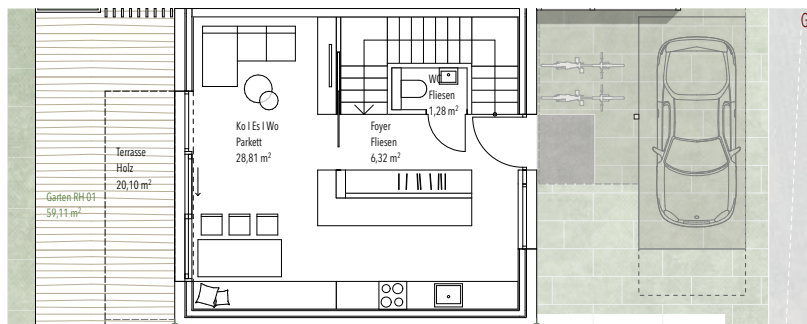 Garten RH 01
59,11 m²
Terrasse
Holz
20,10 m²
Ko I Es I Wo
Parkett
28,81 m²
Foyer
Fliesen
6,32 m²
WC
Fliesen
1,28 m²
G